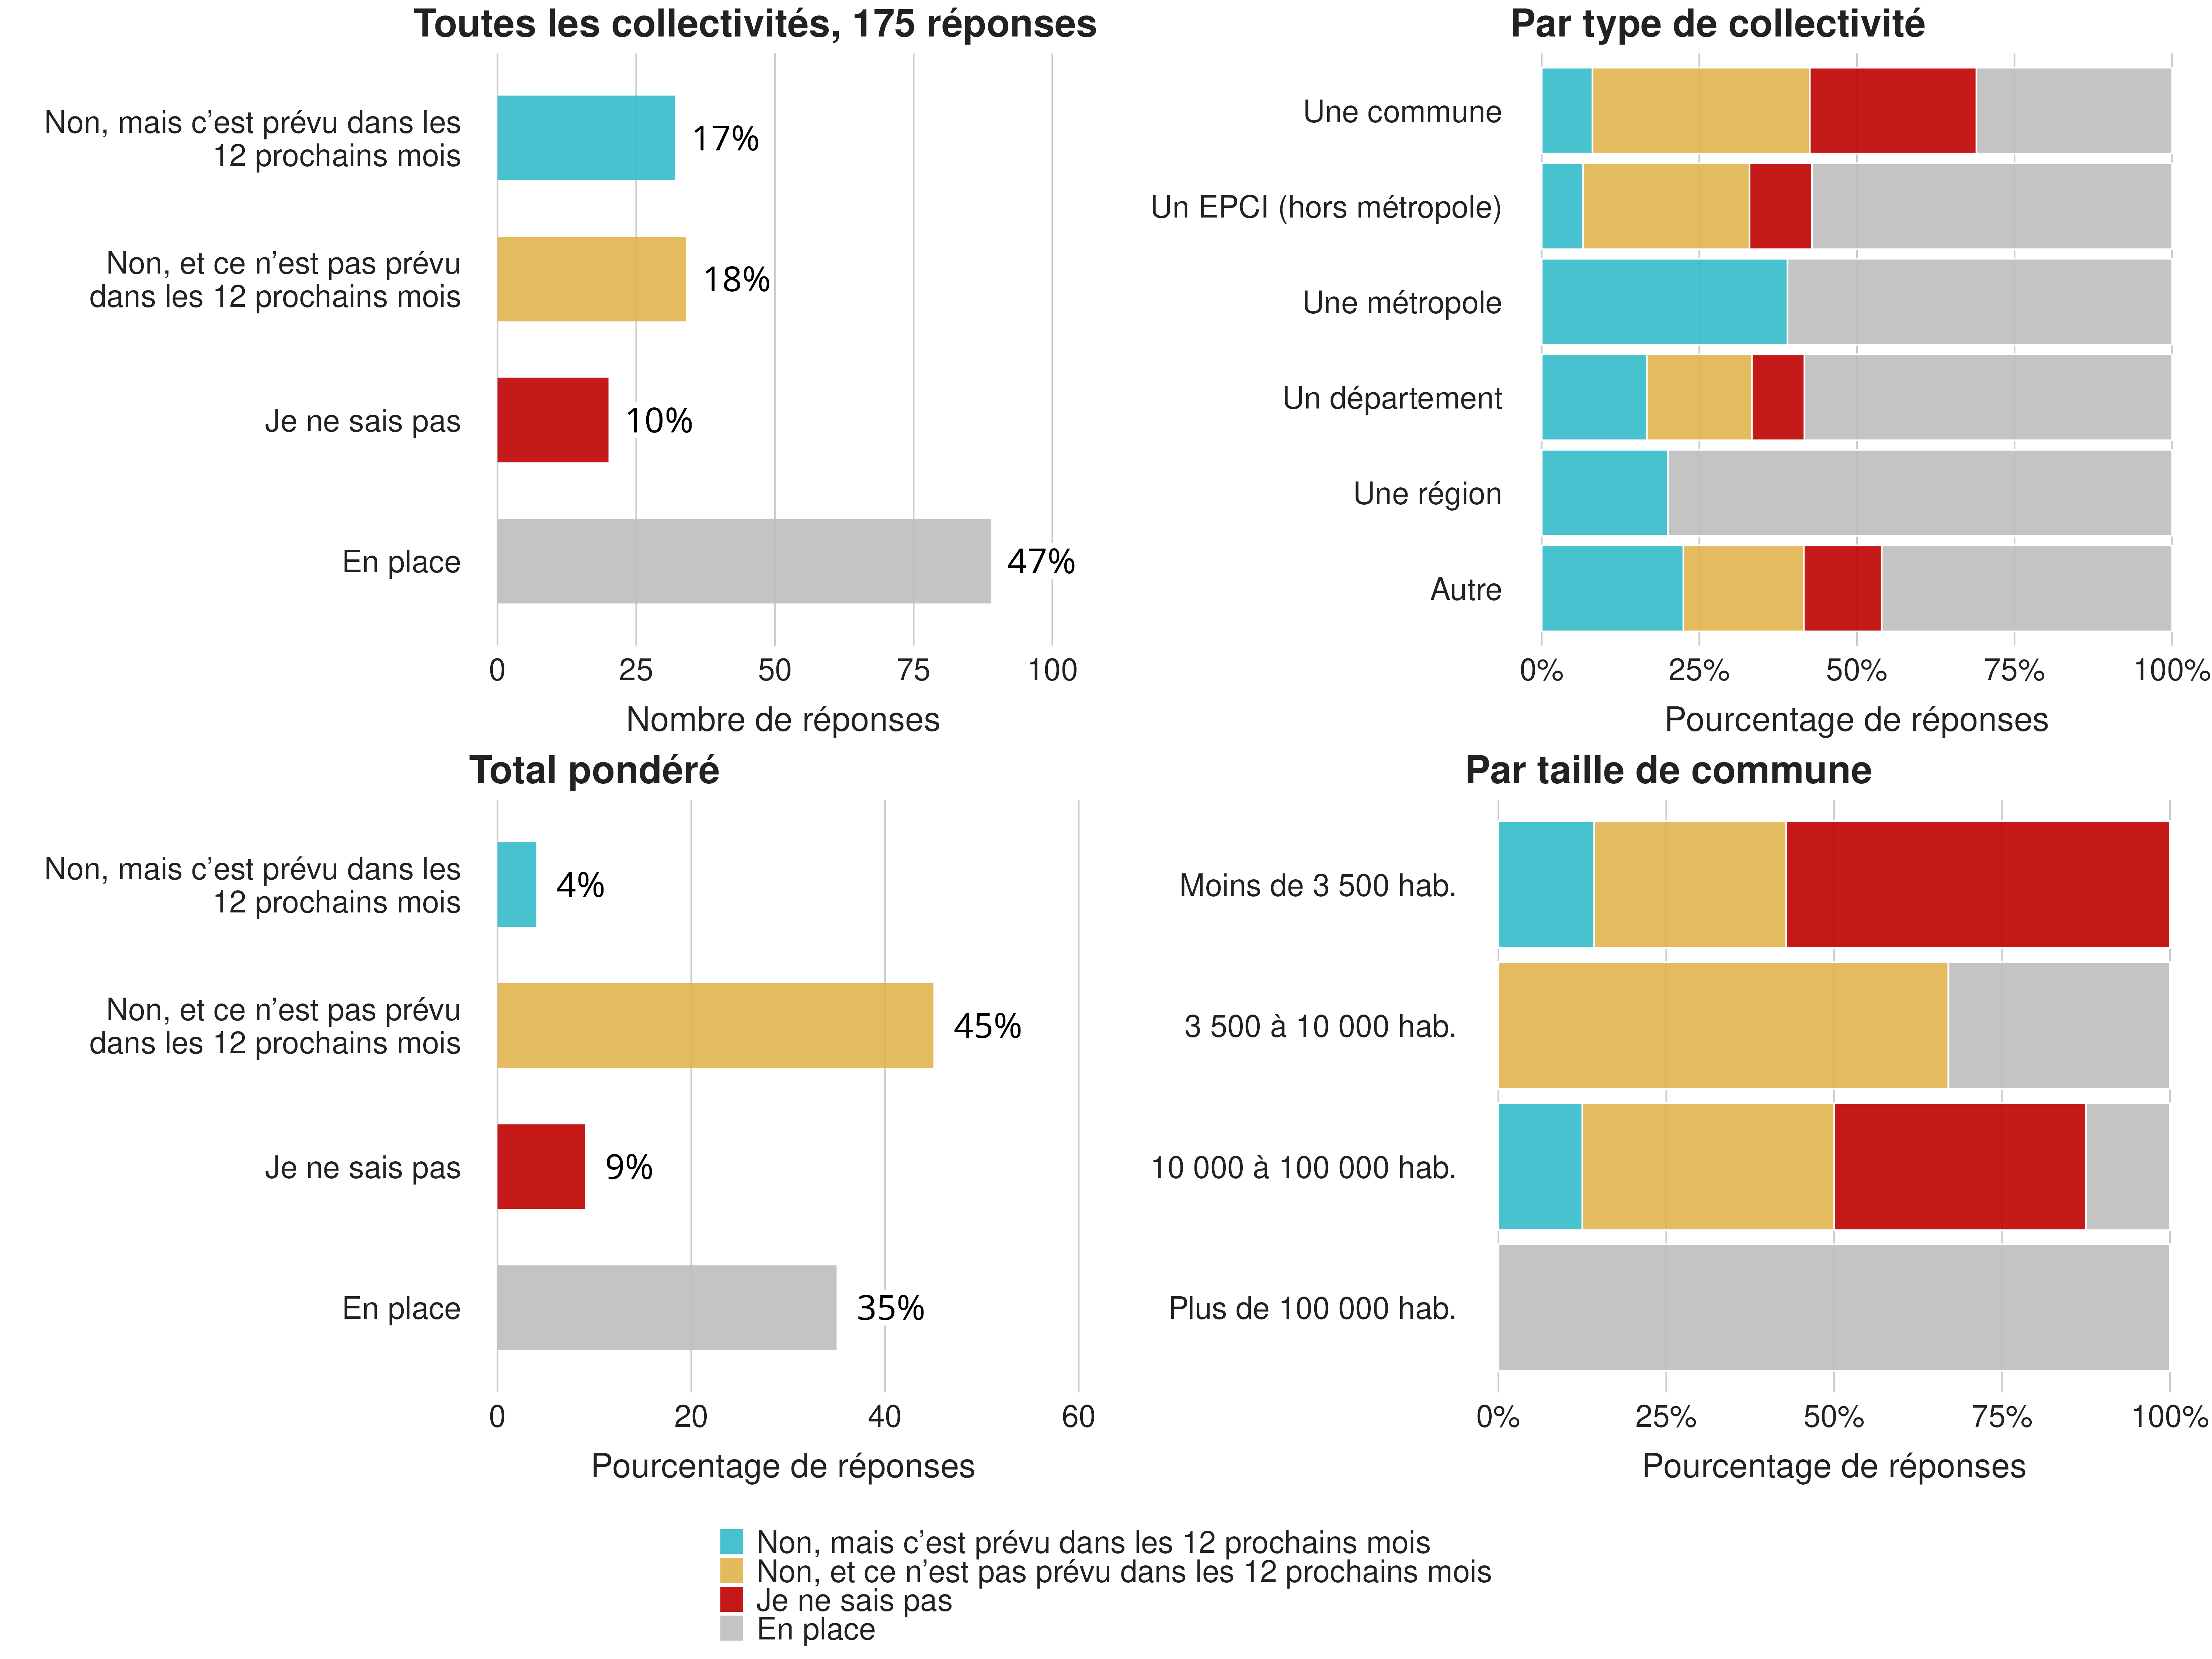 Toutes les collectivités, 175 réponses
Non, mais c’est prévu dans les
12 prochains mois
17%
Non, et ce n’est pas prévu
dans les 12 prochains mois
18%
Je ne sais pas
10%
En place
47%
0 25 50 75 100
Nombre de réponses
Par type de collectivité
Une commune
Un EPCI (hors métropole)
Une métropole
Un département
Une région
Autre
0% 25% 50% 75% 100%
Pourcentage de réponses
Total pondéré
Non, mais c’est prévu dans les
12 prochains mois
4%
Non, et ce n’est pas prévu
dans les 12 prochains mois
45%
Je ne sais pas
9%
En place
35%
0 20 40 60
Pourcentage de réponses
Par taille de commune
Moins de 3 500 hab.
3 500 à 10 000 hab.
10 000 à 100 000 hab.
Plus de 100 000 hab.
0% 25% 50% 75% 100%
Pourcentage de réponses
Non, mais c’est prévu dans les 12 prochains mois
Non, et ce n’est pas prévu dans les 12 prochains mois
Je ne sais pas
En place